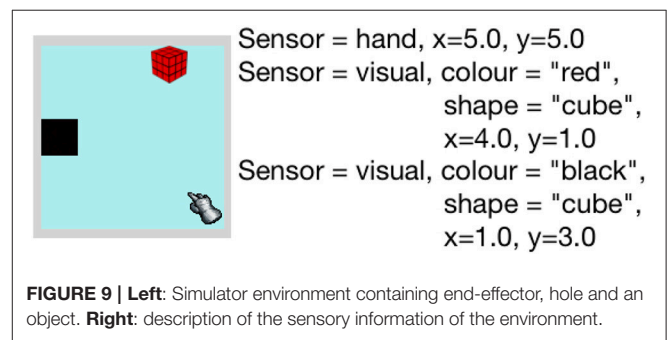 Sensor = hand, x=5.0, y=5.0
Sensor = visual, colour = "red",
shape = "cube",
x=4.0, y=1.0
Sensor = visual, colour = "black",
shape = "cube",
x=1.0, y=3.0
FIGURE 9 | Left: Simulator environment containing end-effector, hole and an
object. Right: description of the sensory information of the environment.